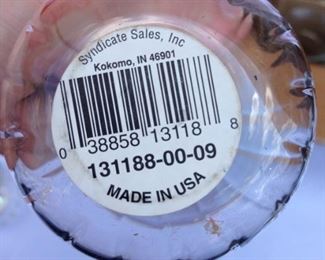 Syndicate Sales, Inc
Kokomo, IN 46901
0 38858 13118 8
131188-00-09
MADE IN USA